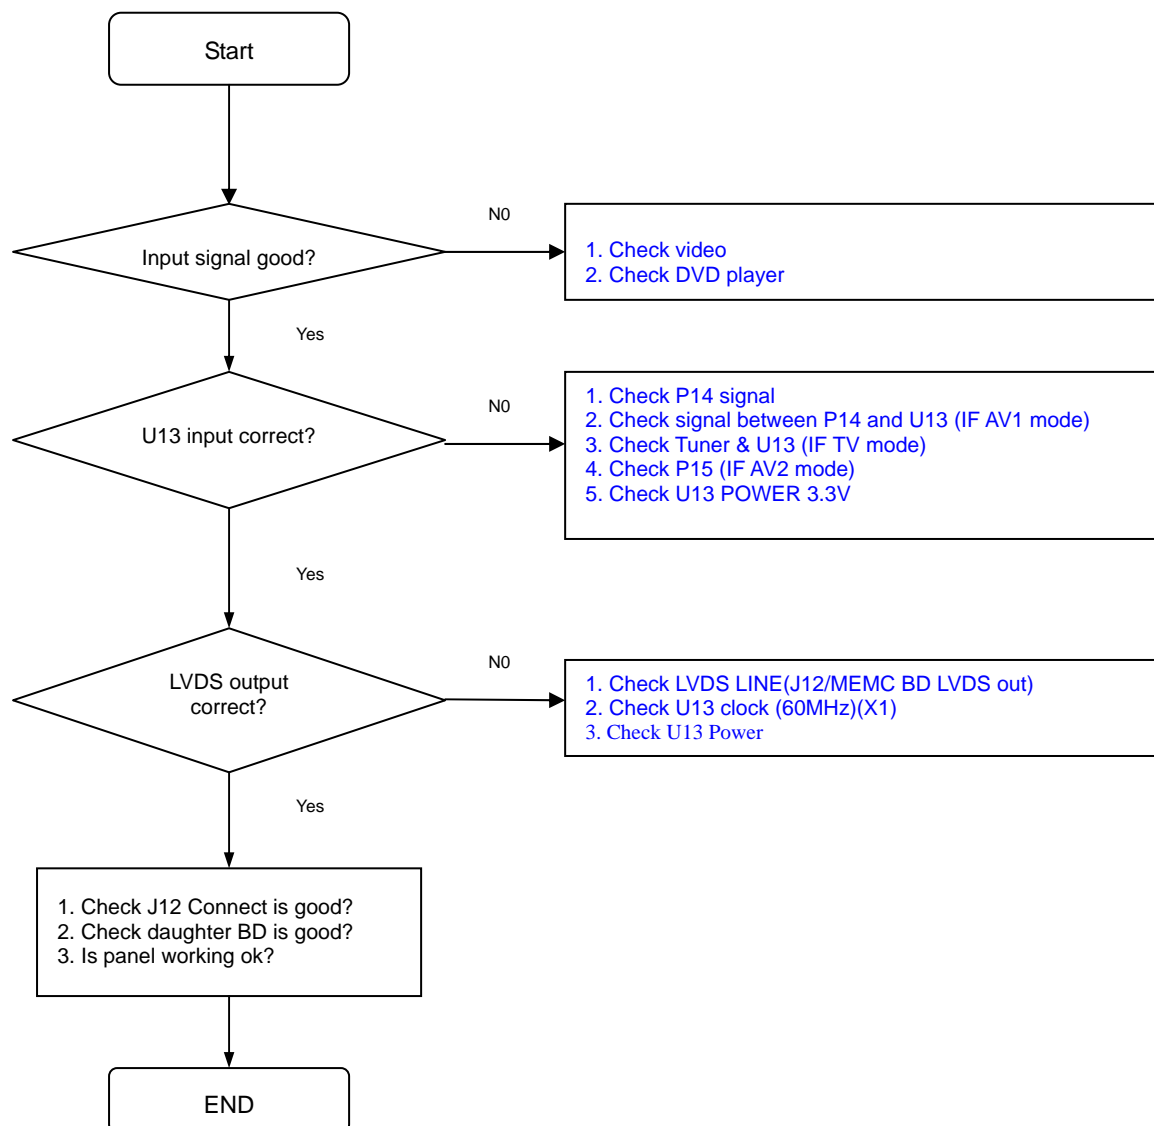 Start
Input signal good?
N0
1. Check video
2. Check DVD player
Yes
U13 input correct?
N0
1. Check P14 signal
2. Check signal between P14 and U13 (IF AV1 mode)
3. Check Tuner & U13 (IF TV mode)
4. Check P15 (IF AV2 mode)
5. Check U13 POWER 3.3V
Yes
LVDS output
correct?
N0
1. Check LVDS LINE(J12/MEMC BD LVDS out)
2. Check U13 clock (60MHz)(X1)
3. Check U13 Power
Yes
1. Check J12 Connect is good?
2. Check daughter BD is good?
3. Is panel working ok?
END